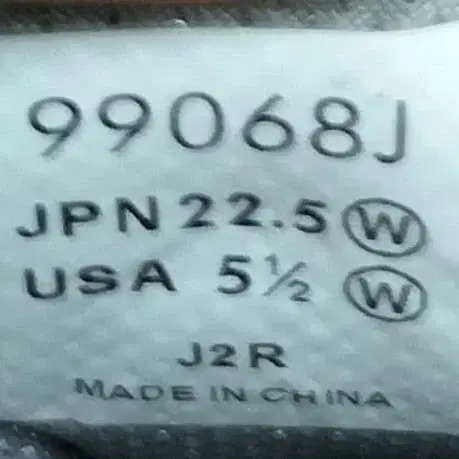 99068J
JPN 22.5 Ⓦ
USA 5½ Ⓦ
J2R
MADE IN CHINA